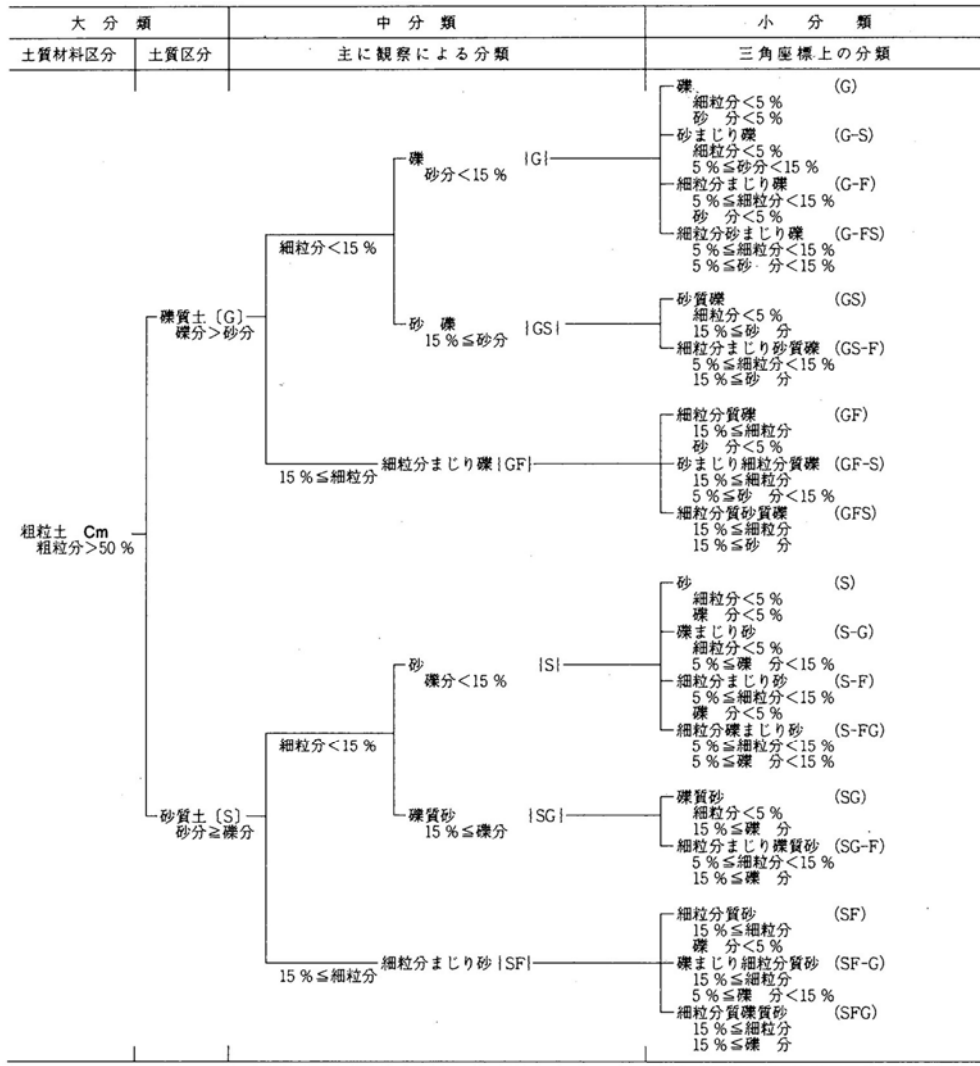 大分類 中分類 小分類
土質材料区分 土質区分 主に観察による分類 三角座標上の分類
粗粒土 Cm
粗粒分>50 %
礫質土〔G〕
礫分>砂分
細粒分<15 %
礫 {G}
砂分<15 %
礫 (G)
細粒分<5 %
砂 分<5 %
砂まじり礫 (G-S)
細粒分<5 %
5 %≦砂分<15 %
細粒分まじり礫 (G-F)
5 %≦細粒分<15 %
砂 分<5 %
細粒分砂まじり礫 (G-FS)
5 %≦細粒分<15 %
5 %≦砂 分<15 %
砂 礫 {GS}
15 %≦砂分
砂質礫 (GS)
細粒分<5 %
15 %≦砂 分
細粒分まじり砂質礫 (GS-F)
5 %≦細粒分<15 %
15 %≦砂 分
15 %≦細粒分
細粒分まじり礫 {GF}
細粒分質礫 (GF)
15 %≦細粒分
砂 分<5 %
砂まじり細粒分質礫 (GF-S)
15 %≦細粒分
5 %≦砂 分<15 %
細粒分質砂質礫 (GFS)
15 %≦細粒分
15 %≦砂 分
砂質土〔S〕
砂分≧礫分
細粒分<15 %
砂 {S}
礫分<15 %
砂 (S)
細粒分<5 %
礫 分<5 %
礫まじり砂 (S-G)
細粒分<5 %
5 %≦礫 分<15 %
細粒分まじり砂 (S-F)
5 %≦細粒分<15 %
礫 分<5 %
細粒分礫まじり砂 (S-FG)
5 %≦細粒分<15 %
5 %≦礫 分<15 %
礫質砂 {SG}
15 %≦礫分
礫質砂 (SG)
細粒分<5 %
15 %≦礫 分
細粒分まじり礫質砂 (SG-F)
5 %≦細粒分<15 %
15 %≦礫 分
15 %≦細粒分
細粒分まじり砂 {SF}
細粒分質砂 (SF)
15 %≦細粒分
礫 分<5 %
礫まじり細粒分質砂 (SF-G)
15 %≦細粒分
5 %≦礫 分<15 %
細粒分質礫質砂 (SFG)
15 %≦細粒分
15 %≦礫 分